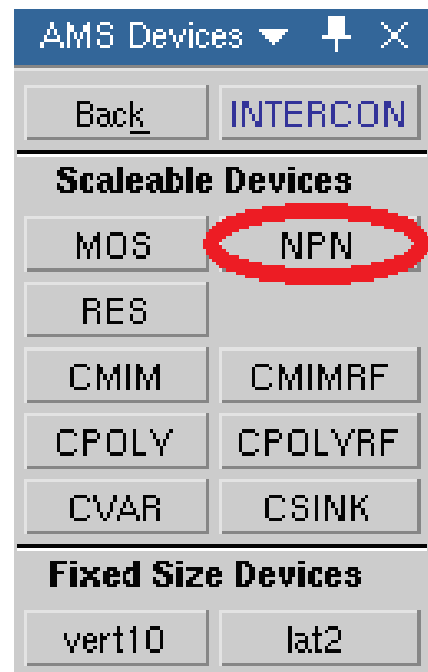 AMS Devices
Back INTERCON
Scaleable Devices
MOS NPN
RES
CMIM CMIMRF
CPOLY CPOLYRF
CVAR CSINK
Fixed Size Devices
vert10 lat2